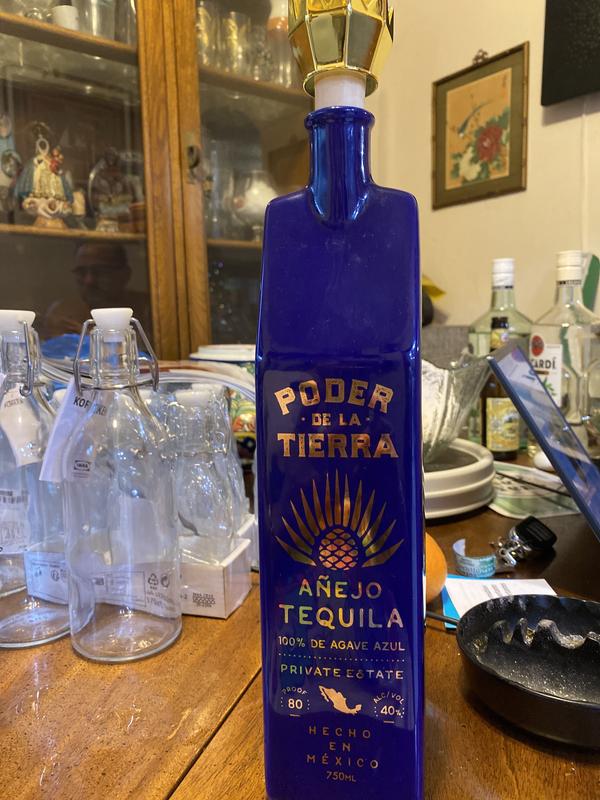 PODER
· DE LA ·
TIERRA
AÑEJO
TEQUILA
100% DE AGAVE AZUL
PRIVATE ESTATE
PROOF
80
ALC/VOL
40%
HECHO
EN
MÉXICO
750ML
IKEA